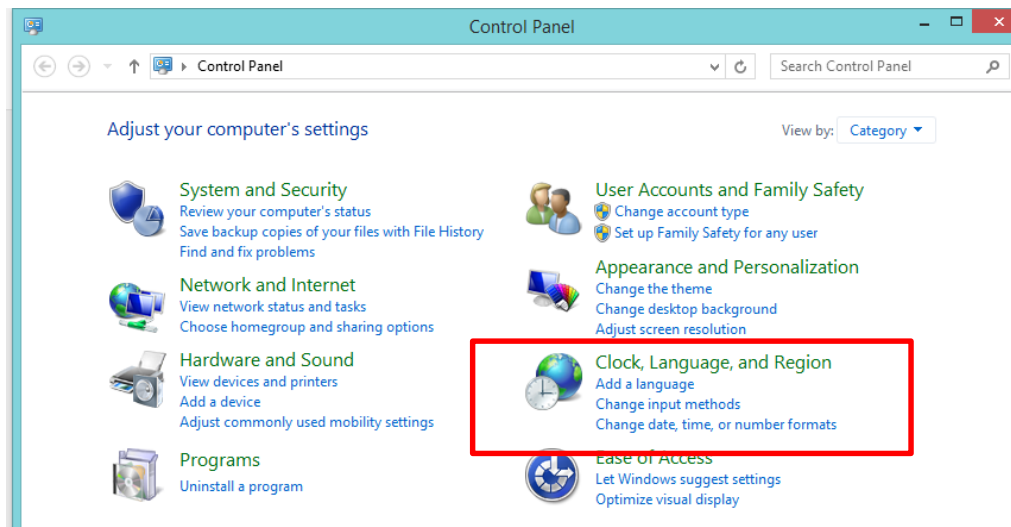 Control Panel
Control Panel
Search Control Panel
Adjust your computer's settings
View by: Category
System and Security
Review your computer's status
Save backup copies of your files with File History
Find and fix problems
Network and Internet
View network status and tasks
Choose homegroup and sharing options
Hardware and Sound
View devices and printers
Add a device
Adjust commonly used mobility settings
Programs
Uninstall a program
User Accounts and Family Safety
Change account type
Set up Family Safety for any user
Appearance and Personalization
Change the theme
Change desktop background
Adjust screen resolution
Clock, Language, and Region
Add a language
Change input methods
Change date, time, or number formats
Ease of Access
Let Windows suggest settings
Optimize visual display